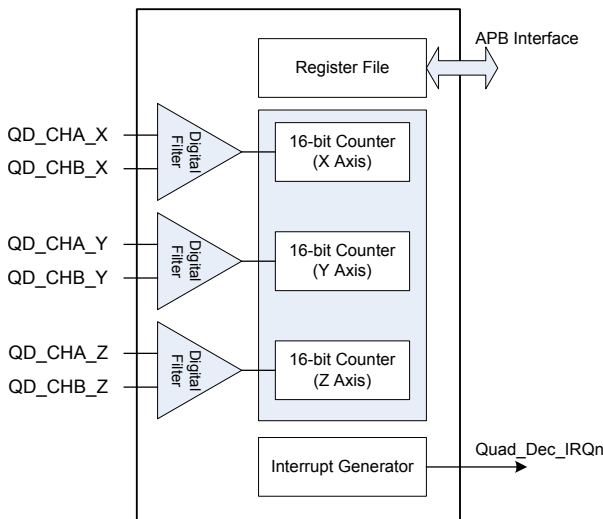 APB Interface
Register File
QD_CHA_X
QD_CHB_X
Digital
Filter
16-bit Counter
(X Axis)
QD_CHA_Y
QD_CHB_Y
Digital
Filter
16-bit Counter
(Y Axis)
QD_CHA_Z
QD_CHB_Z
Digital
Filter
16-bit Counter
(Z Axis)
Interrupt Generator
Quad_Dec_IRQn